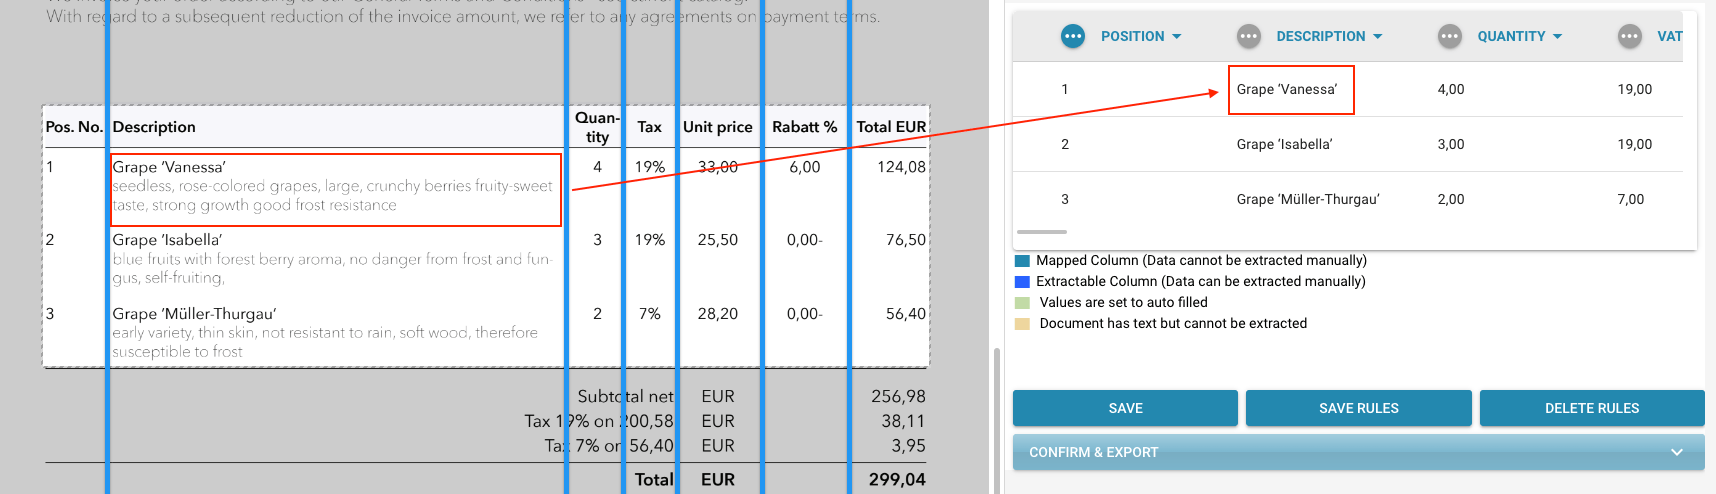 With regard to a subsequent reduction of the invoice amount, we refer to any agreements on payment terms.
Pos. No. Description Quan-tity Tax Unit price Rabatt % Total EUR
1 Grape ‘Vanessa’ 4 19% 33,00 6,00 124,08
seedless, rose-colored grapes, large, crunchy berries fruity-sweet
taste, strong growth good frost resistance
2 Grape ‘Isabella’ 3 19% 25,50 0,00- 76,50
blue fruits with forest berry aroma, no danger from frost and fun-
gus, self-fruiting,
3 Grape ‘Müller-Thurgau’ 2 7% 28,20 0,00- 56,40
early variety, thin skin, not resistant to rain, soft wood, therefore
susceptible to frost
Subtotal net EUR 256,98
Tax 19% on 200,58 EUR 38,11
Tax 7% on 56,40 EUR 3,95
Total EUR 299,04
POSITION DESCRIPTION QUANTITY VAT
1 Grape ‘Vanessa’ 4,00 19,00
2 Grape ‘Isabella’ 3,00 19,00
3 Grape ‘Müller-Thurgau’ 2,00 7,00
Mapped Column (Data cannot be extracted manually)
Extractable Column (Data can be extracted manually)
Values are set to auto filled
Document has text but cannot be extracted
SAVE SAVE RULES DELETE RULES
CONFIRM & EXPORT